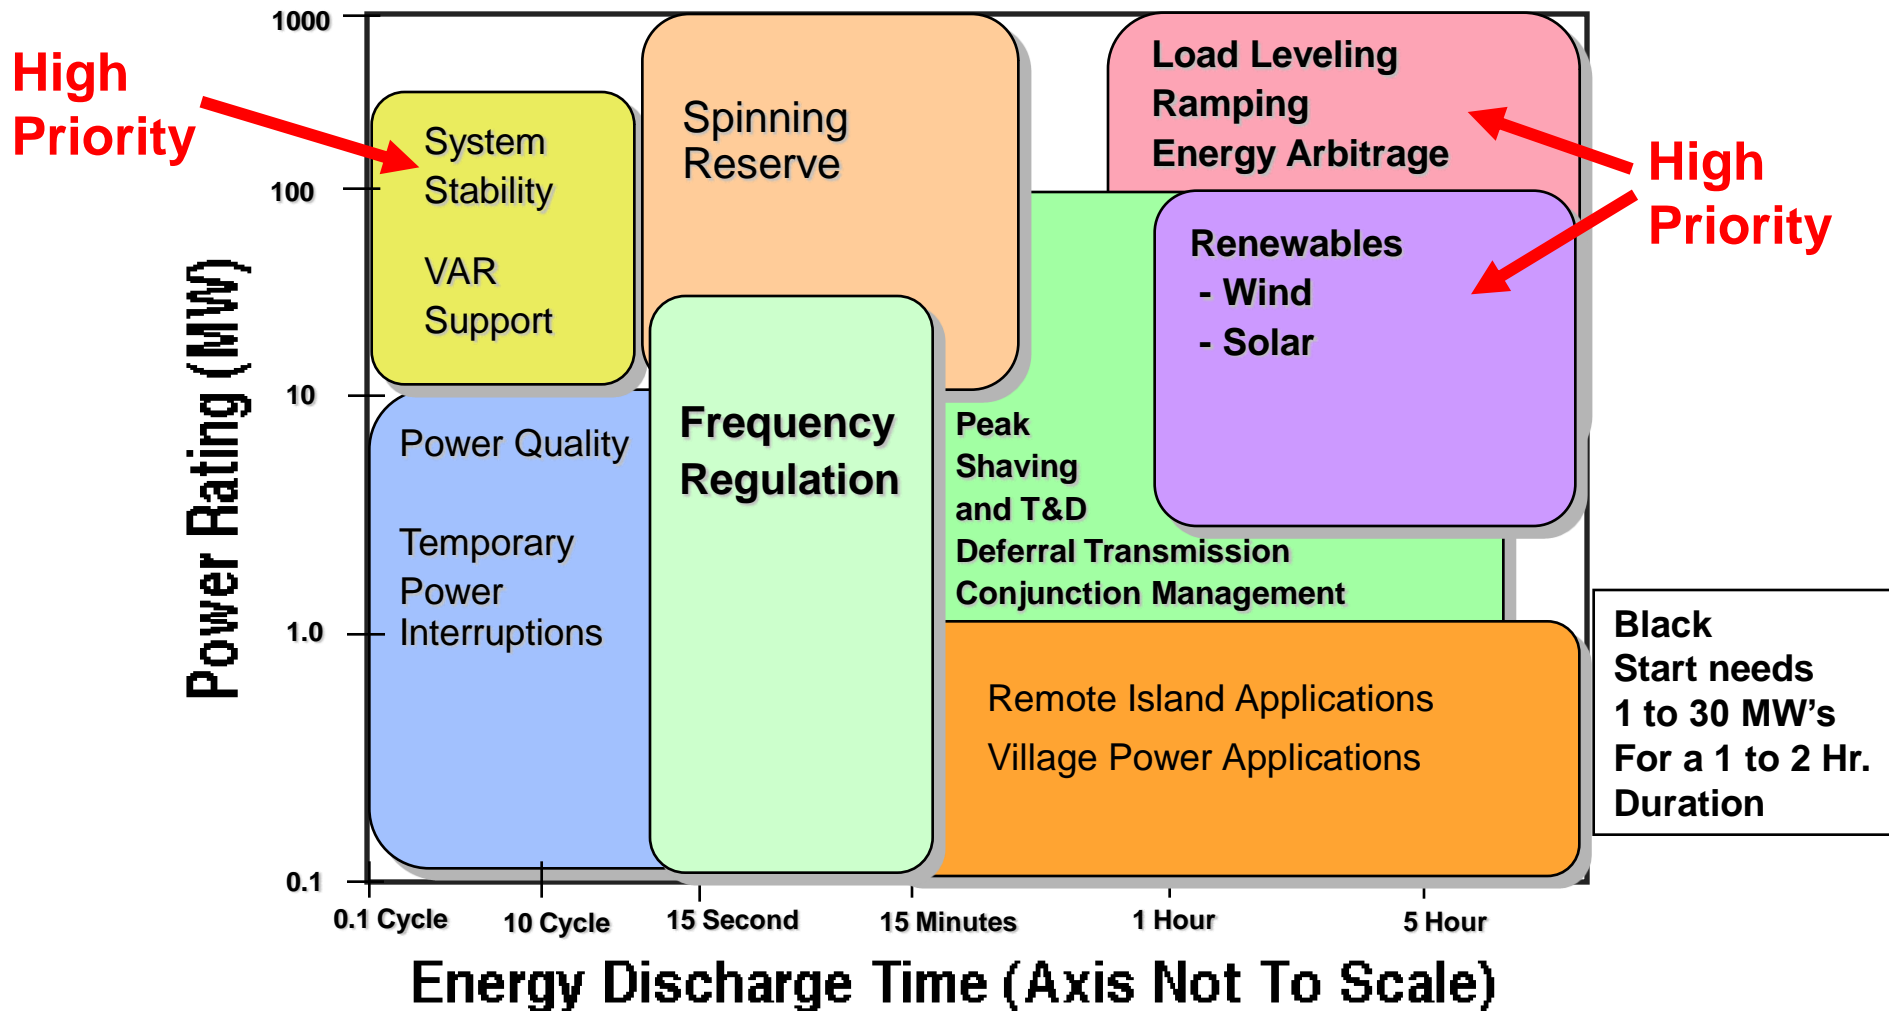 High
Priority
System
Stability
VAR
Support
Spinning
Reserve
Load Leveling
Ramping
Energy Arbitrage
High
Priority
Renewables
- Wind
- Solar
Power Quality
Temporary
Power
Interruptions
Frequency
Regulation
Peak
Shaving
and T&D
Deferral Transmission
Conjunction Management
Remote Island Applications
Village Power Applications
Black
Start needs
1 to 30 MW’s
For a 1 to 2 Hr.
Duration
Power Rating (MW)
1000
100
10
1.0
0.1
0.1 Cycle
10 Cycle
15 Second
15 Minutes
1 Hour
5 Hour
Energy Discharge Time (Axis Not To Scale)